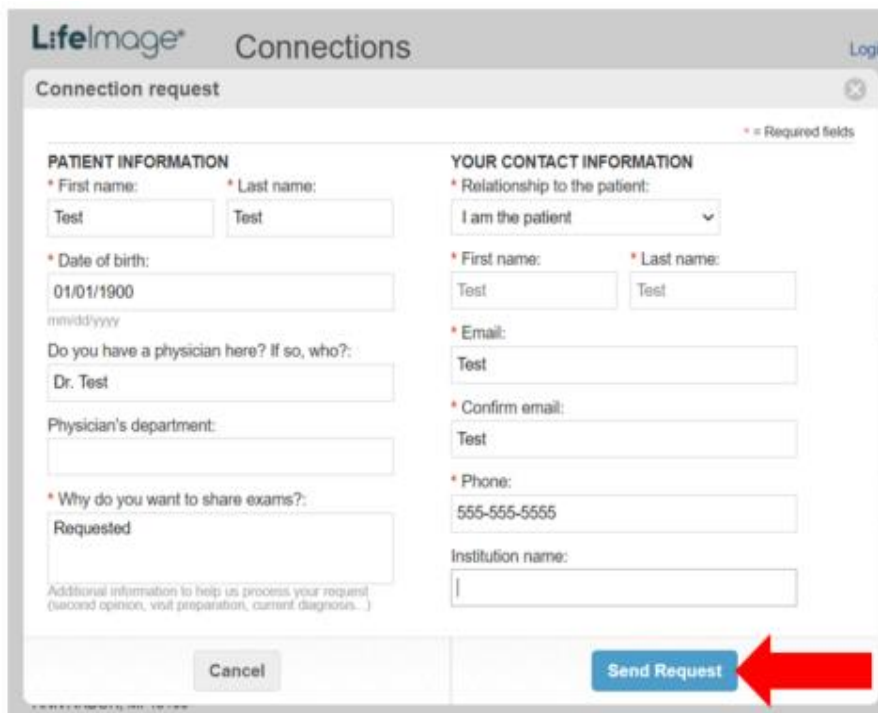 LifeImage® Connections
Logi
Connection request
* = Required fields
PATIENT INFORMATION
* First name: * Last name:
Test Test
* Date of birth:
01/01/1900
mm/dd/yyyy
Do you have a physician here? If so, who?:
Dr. Test
Physician's department:
* Why do you want to share exams?:
Requested
Additional information to help us process your request
(second opinion, visit preparation, current diagnosis...)
YOUR CONTACT INFORMATION
* Relationship to the patient:
I am the patient
* First name: * Last name:
Test Test
* Email:
Test
* Confirm email:
Test
* Phone:
555-555-5555
Institution name:
Cancel Send Request